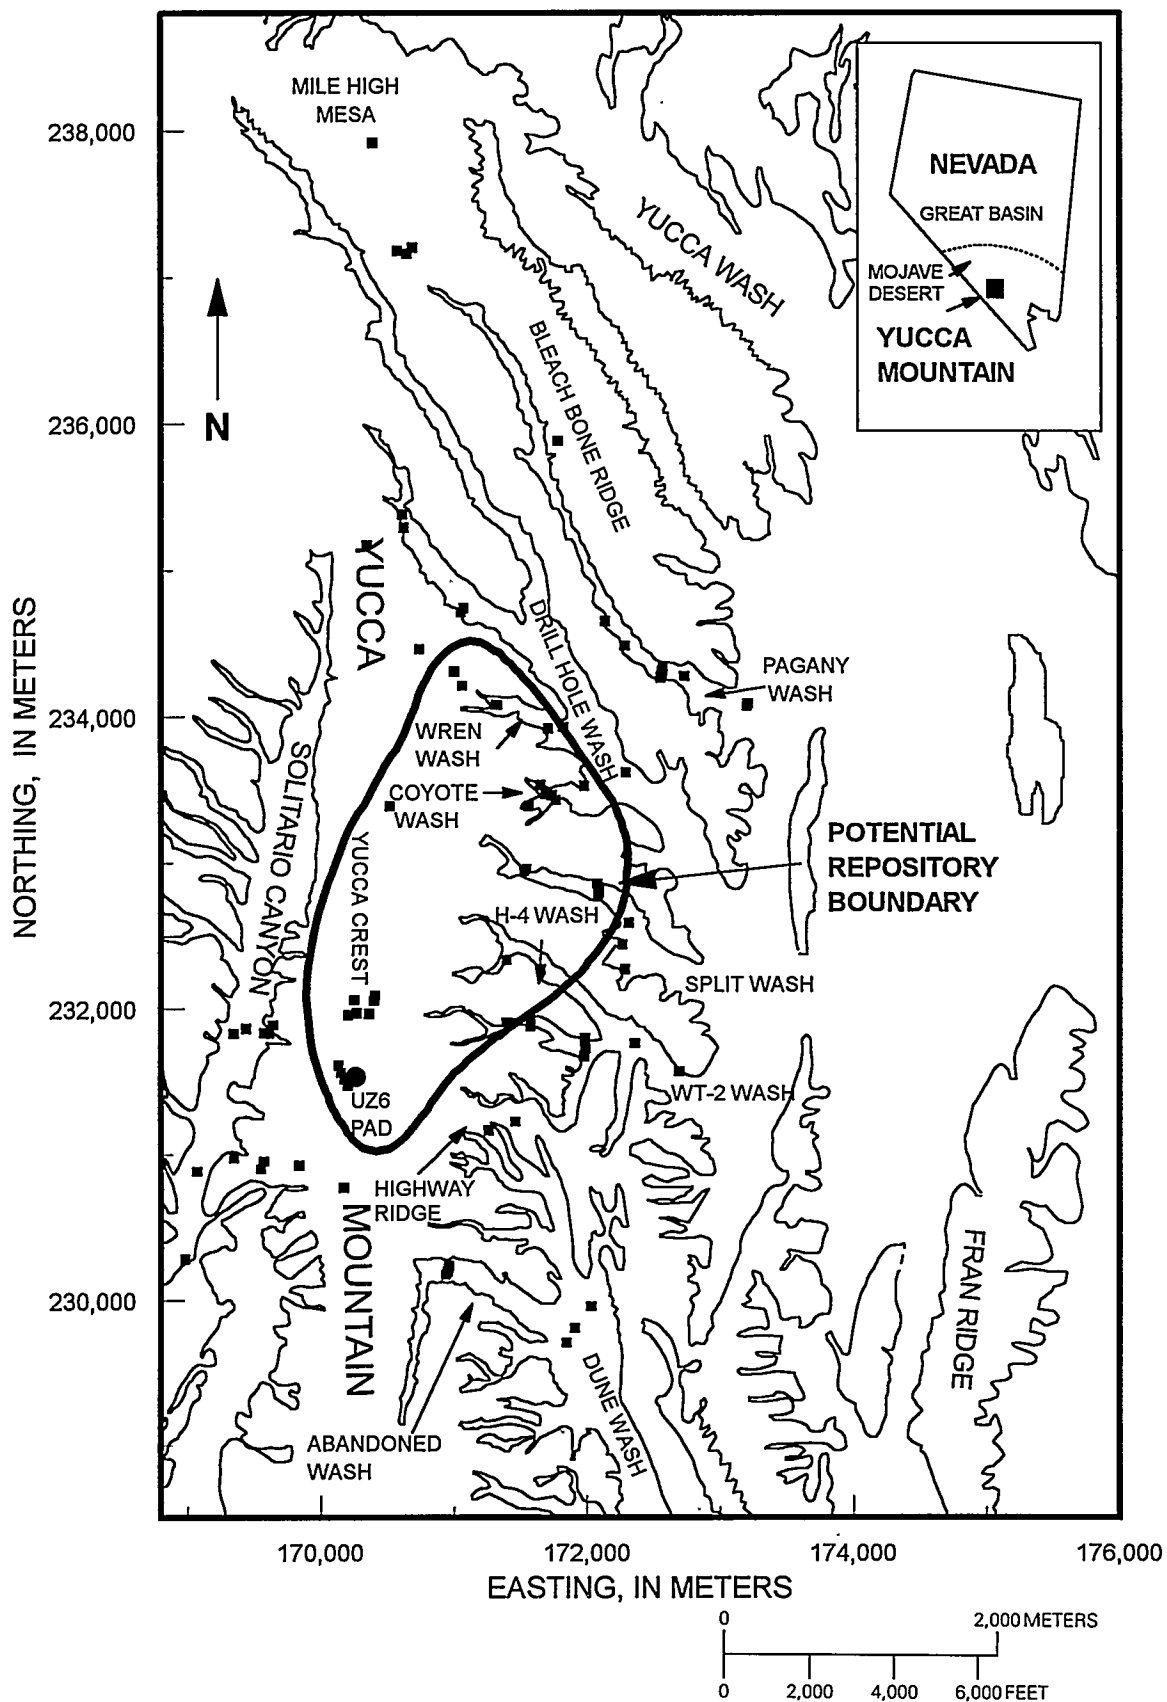 MILE HIGH
MESA
238,000
NEVADA
GREAT BASIN
MOJAVE
DESERT
YUCCA
MOUNTAIN
YUCCA WASH
BLEACH BONE RIDGE
N
236,000
YUCCA
DRILL HOLE WASH
PAGANY
WASH
234,000
WREN
WASH
SOLITARIO CANYON
COYOTE
WASH
POTENTIAL
REPOSITORY
BOUNDARY
YUCCA CREST
H-4 WASH
SPLIT WASH
232,000
NORTHING, IN METERS
UZ6
PAD
WT-2 WASH
HIGHWAY
RIDGE
MOUNTAIN
FRAN RIDGE
230,000
DUNE WASH
ABANDONED
WASH
170,000
172,000
174,000
176,000
EASTING, IN METERS
0
2,000 METERS
0
2,000
4,000
6,000 FEET